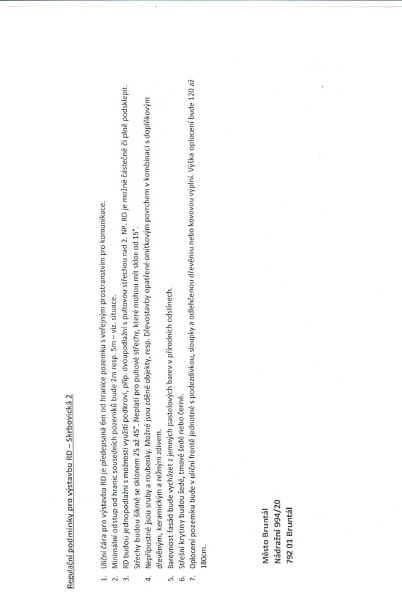 Regulační podmínky pro výstavbu RD – Skrbovická 2
1. Uliční čára pro výstavbu RD je předepsaná 6m od hranice pozemku s veřejným prostranstvím pro komunikace.
2. Minimální odstup od hranic sousedních pozemků bude 2m resp. 5m – viz. situace.
3. RD budou jednopodlažní s možností využití podkroví, příp. dvoupodlažní s pultovou střechou nad 2. NP. RD je možné částečně či plně podsklepit.
Střechy budou šikmé se sklonem 25 až 45°. Neplatí pro pultové střechy, které mohou mít sklon od 15°.
4. Nepřípustné jsou sruby a roubenky. Možné jsou zděné objekty, resp. Dřevostavby opatřené omítkovým povrchem v kombinaci s doplňkovým
dřevěným, keramickým a režným zdivem.
5. Barevnost fasád bude vycházet z jemných pastelových barev v přírodních odstínech.
6. Střešní krytiny budou šedé, tmavě šedé nebo černé.
7. Oplocení pozemku bude v uliční frontě jednotné s podezdívkou, sloupky a odlehčenou dřevěnou nebo kovovou výplní. Výška oplocení bude 120 až
180cm.
Město Bruntál
Nádražní 994/20
792 01 Bruntál